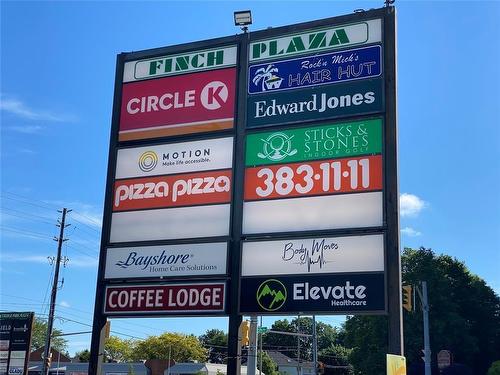 FINCH PLAZA
CIRCLE K
Rock'n Mick's
HAIR HUT
Edward Jones
MOTION
Make life accessible.
STICKS &
STONES
INDOOR GOLF
PIZZA PIZZA
383·11·11
Bayshore
Home Care Solutions
Body Moves
COFFEE LODGE
Elevate
Healthcare